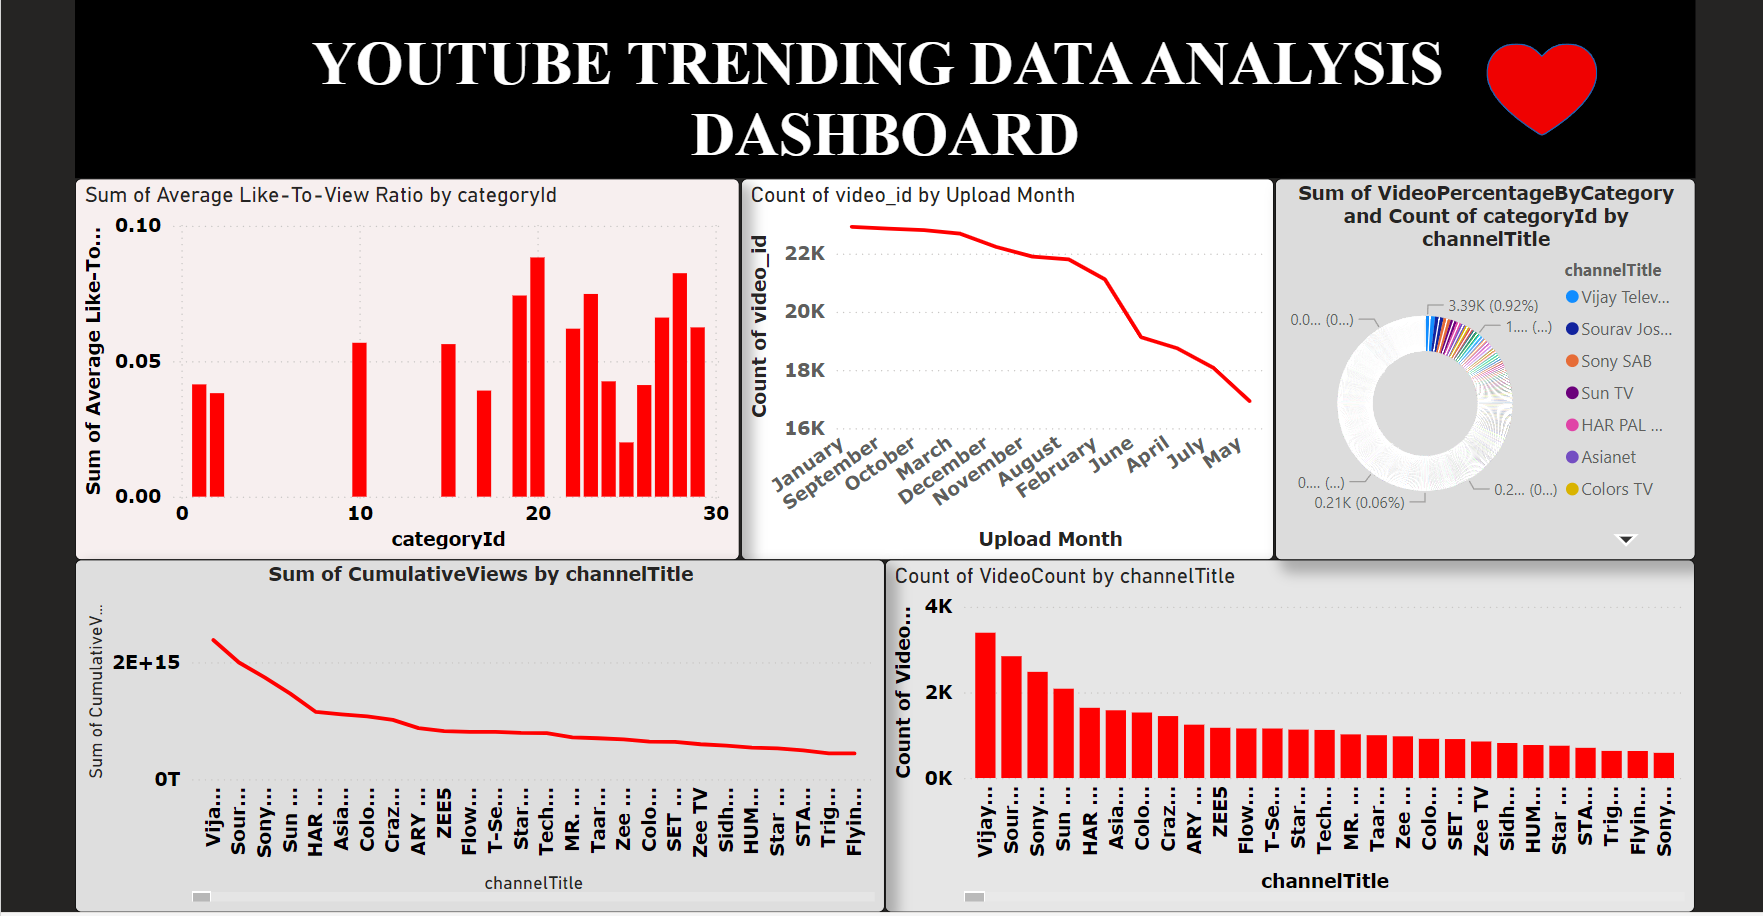 YOUTUBE TRENDING DATA ANALYSIS
DASHBOARD
Sum of Average Like-To-View Ratio by categoryId
Sum of Average Like-To...
0.10
0.05
0.00
0
10
20
30
categoryId
Count of video_id by Upload Month
Count of video_id
22K
20K
18K
16K
January
September
October
March
December
November
August
February
June
April
July
May
Upload Month
Sum of VideoPercentageByCategory
and Count of categoryId by
channelTitle
3.39K (0.92%)
1.... (...)
0.0... (0...)
0.... (...)
0.21K (0.06%)
0.2... (0...)
channelTitle
Vijay Telev...
Sourav Jos...
Sony SAB
Sun TV
HAR PAL ...
Asianet
Colors TV
Sum of CumulativeViews by channelTitle
Sum of CumulativeV...
2E+15
0T
Vija...
Sour...
Sony...
Sun ...
HAR ...
Asia...
Colo...
Craz...
ARY ...
ZEE5
Flow...
T-Se...
Star...
Tech...
MR. ...
Taar...
Zee ...
Colo...
SET ...
Zee TV
Sidh...
HUM...
Star ...
STA...
Trig...
Flyin...
channelTitle
Count of VideoCount by channelTitle
Count of Video...
4K
2K
0K
Vijay...
Sour...
Sony...
Sun ...
HAR ...
Asia...
Colo...
Craz...
ARY ...
ZEE5
Flow...
T-Se...
Star...
Tech...
MR. ...
Taar...
Zee ...
Colo...
SET ...
Zee TV
Sidh...
HUM...
Star ...
STA...
Trig...
Flyin...
Sony...
channelTitle